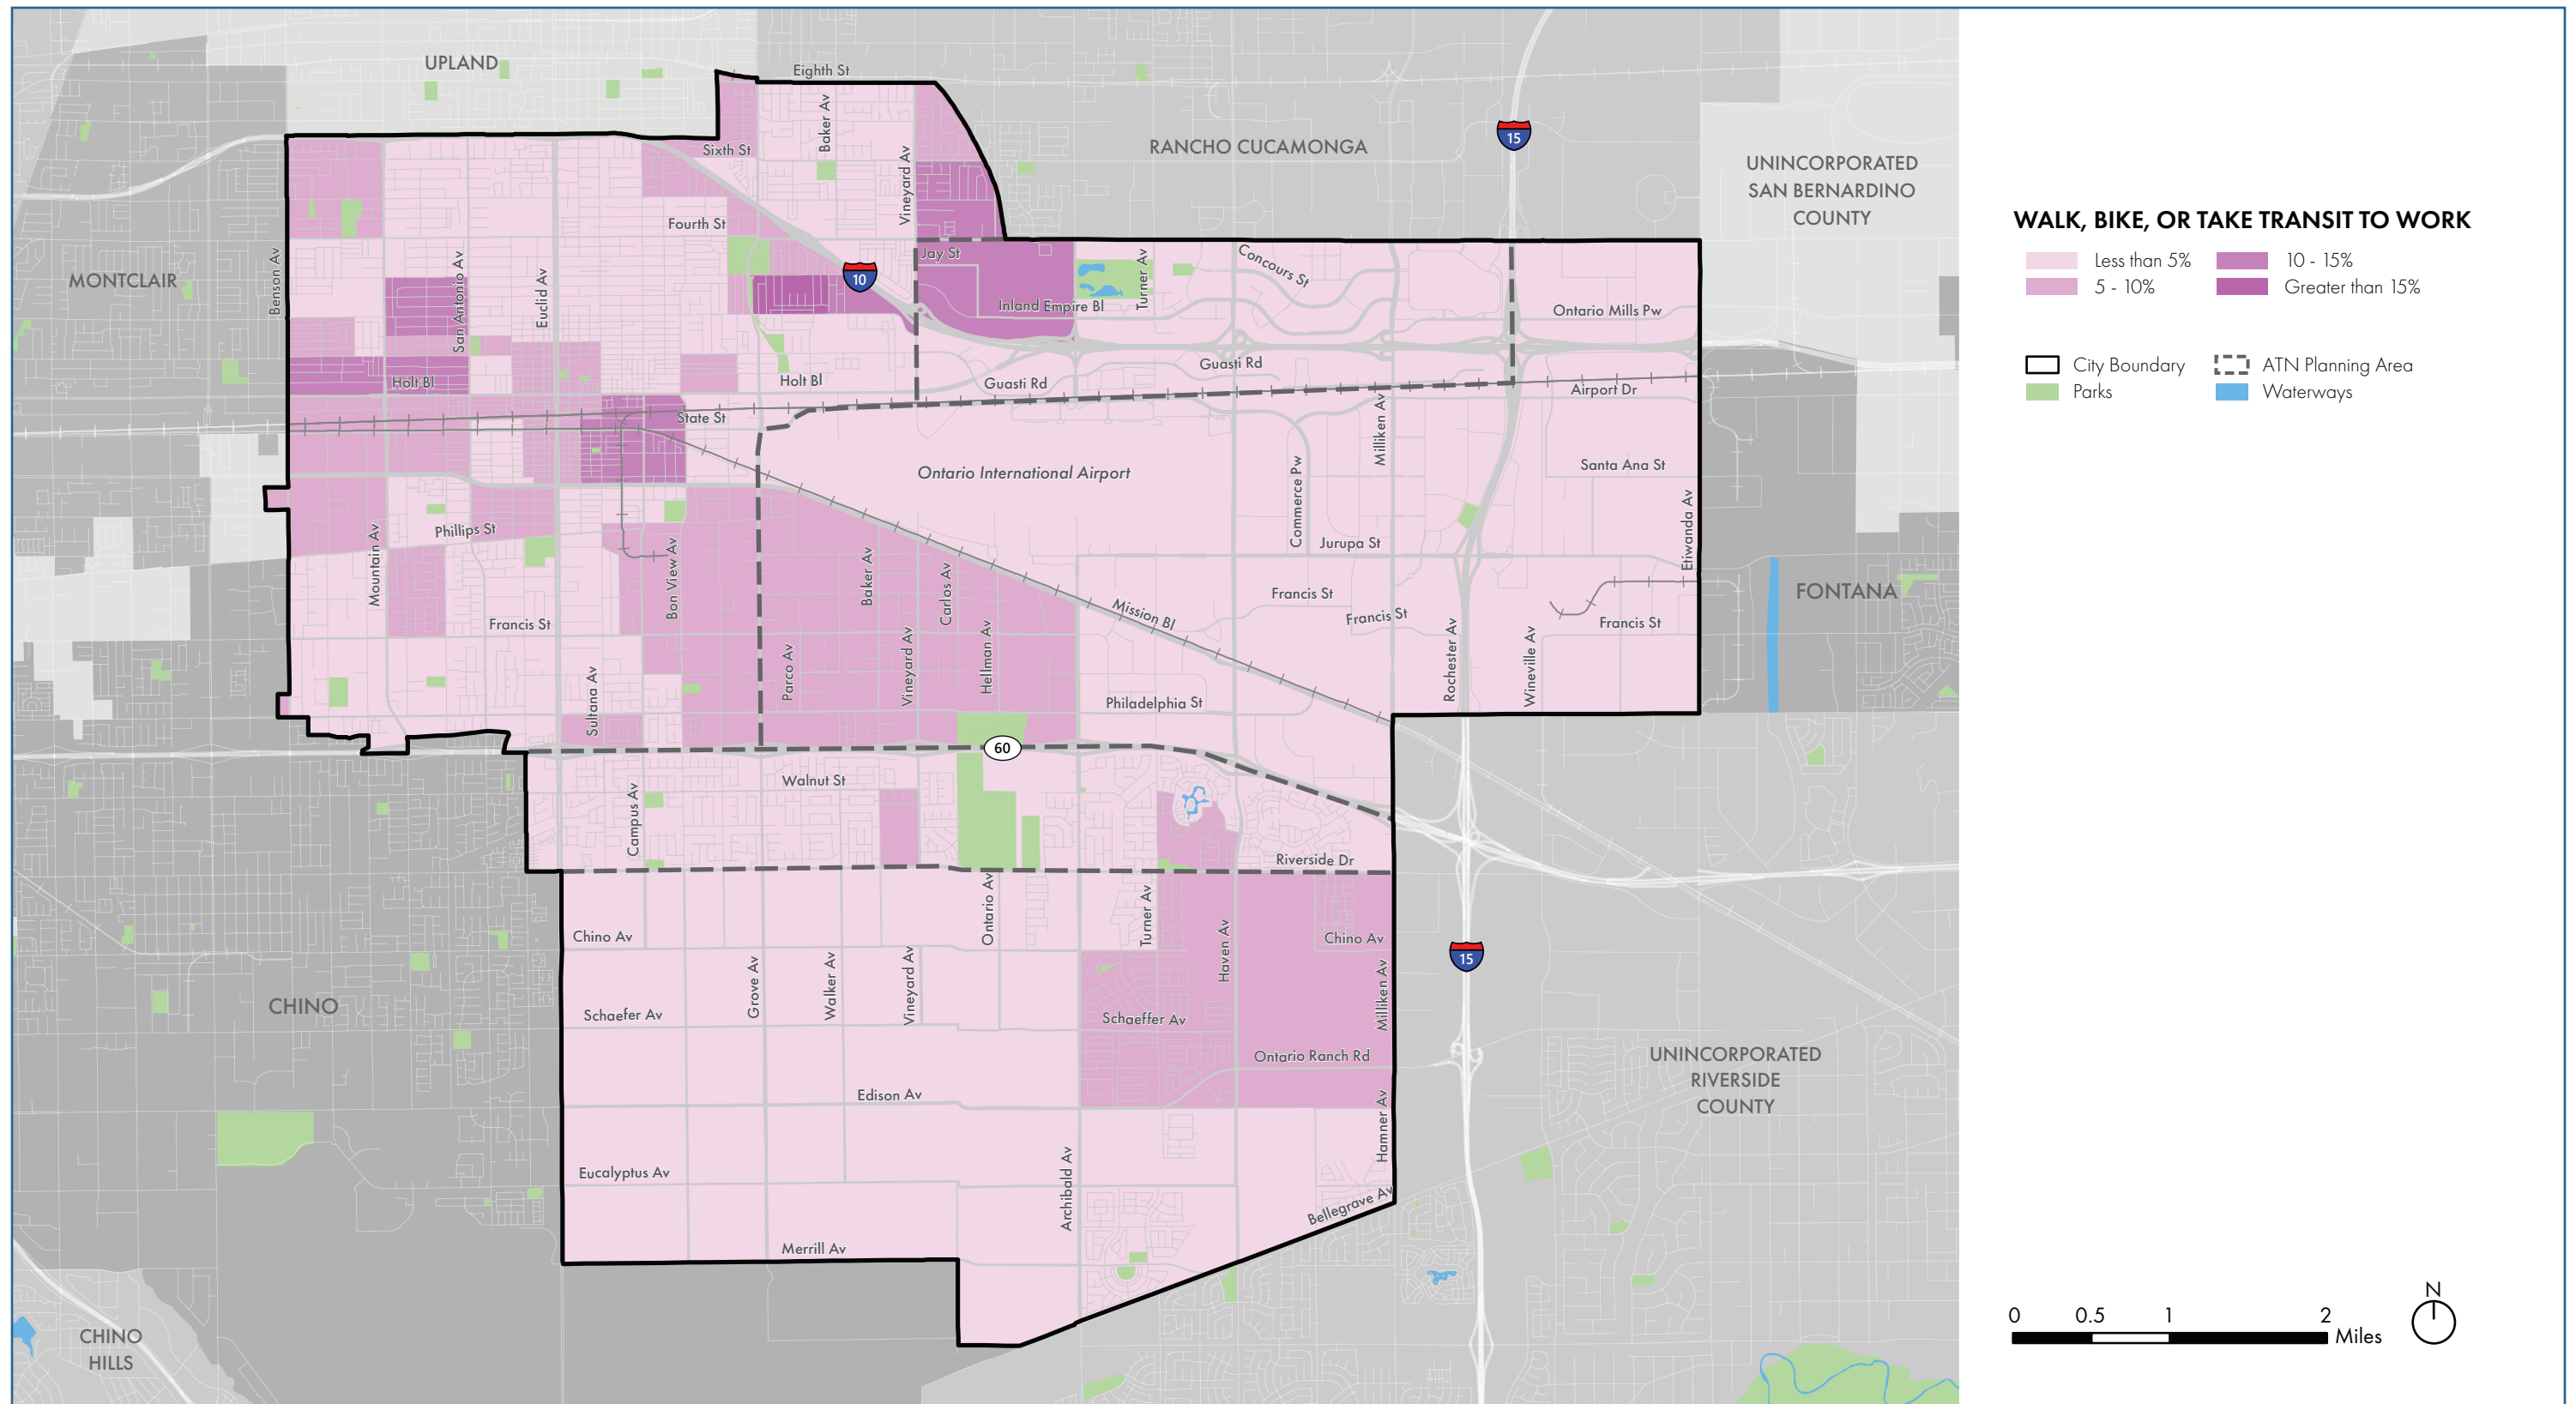 UPLAND
Eighth St
Baker Av
Sixth St
Vineyard Av
RANCHO CUCAMONGA
15
UNINCORPORATED
SAN BERNARDINO
COUNTY
WALK, BIKE, OR TAKE TRANSIT TO WORK
Less than 5%
10 - 15%
5 - 10%
Greater than 15%
City Boundary
ATN Planning Area
Parks
Waterways
MONTCLAIR
Benson Av
San Antonio Av
Euclid Av
Fourth St
10
Jay St
Inland Empire Bl
Turner Av
Concours St
Ontario Mills Pw
Guasti Rd
Guasti Rd
Holt Bl
Holt Bl
Airport Dr
State St
Milliken Av
Ontario International Airport
Commerce Pw
Santa Ana St
Etiwanda Av
Phillips St
Mountain Av
Bon View Av
Baker Av
Carlos Av
Jurupa St
Francis St
Francis St
Francis St
Francis St
Mission Bl
FONTANA
Sultana Av
Parco Av
Vineyard Av
Hellman Av
Philadelphia St
Rochester Av
Wineville Av
60
Walnut St
Campus Av
Riverside Dr
Ontario Av
Turner Av
Haven Av
Chino Av
Chino Av
Grove Av
Walker Av
Vineyard Av
Milliken Av
15
CHINO
Schaefer Av
Schaeffer Av
Ontario Ranch Rd
UNINCORPORATED
RIVERSIDE
COUNTY
Edison Av
Hamner Av
Eucalyptus Av
Archibald Av
Bellegrave Av
Merrill Av
CHINO
HILLS
0 0.5 1 2
Miles
N